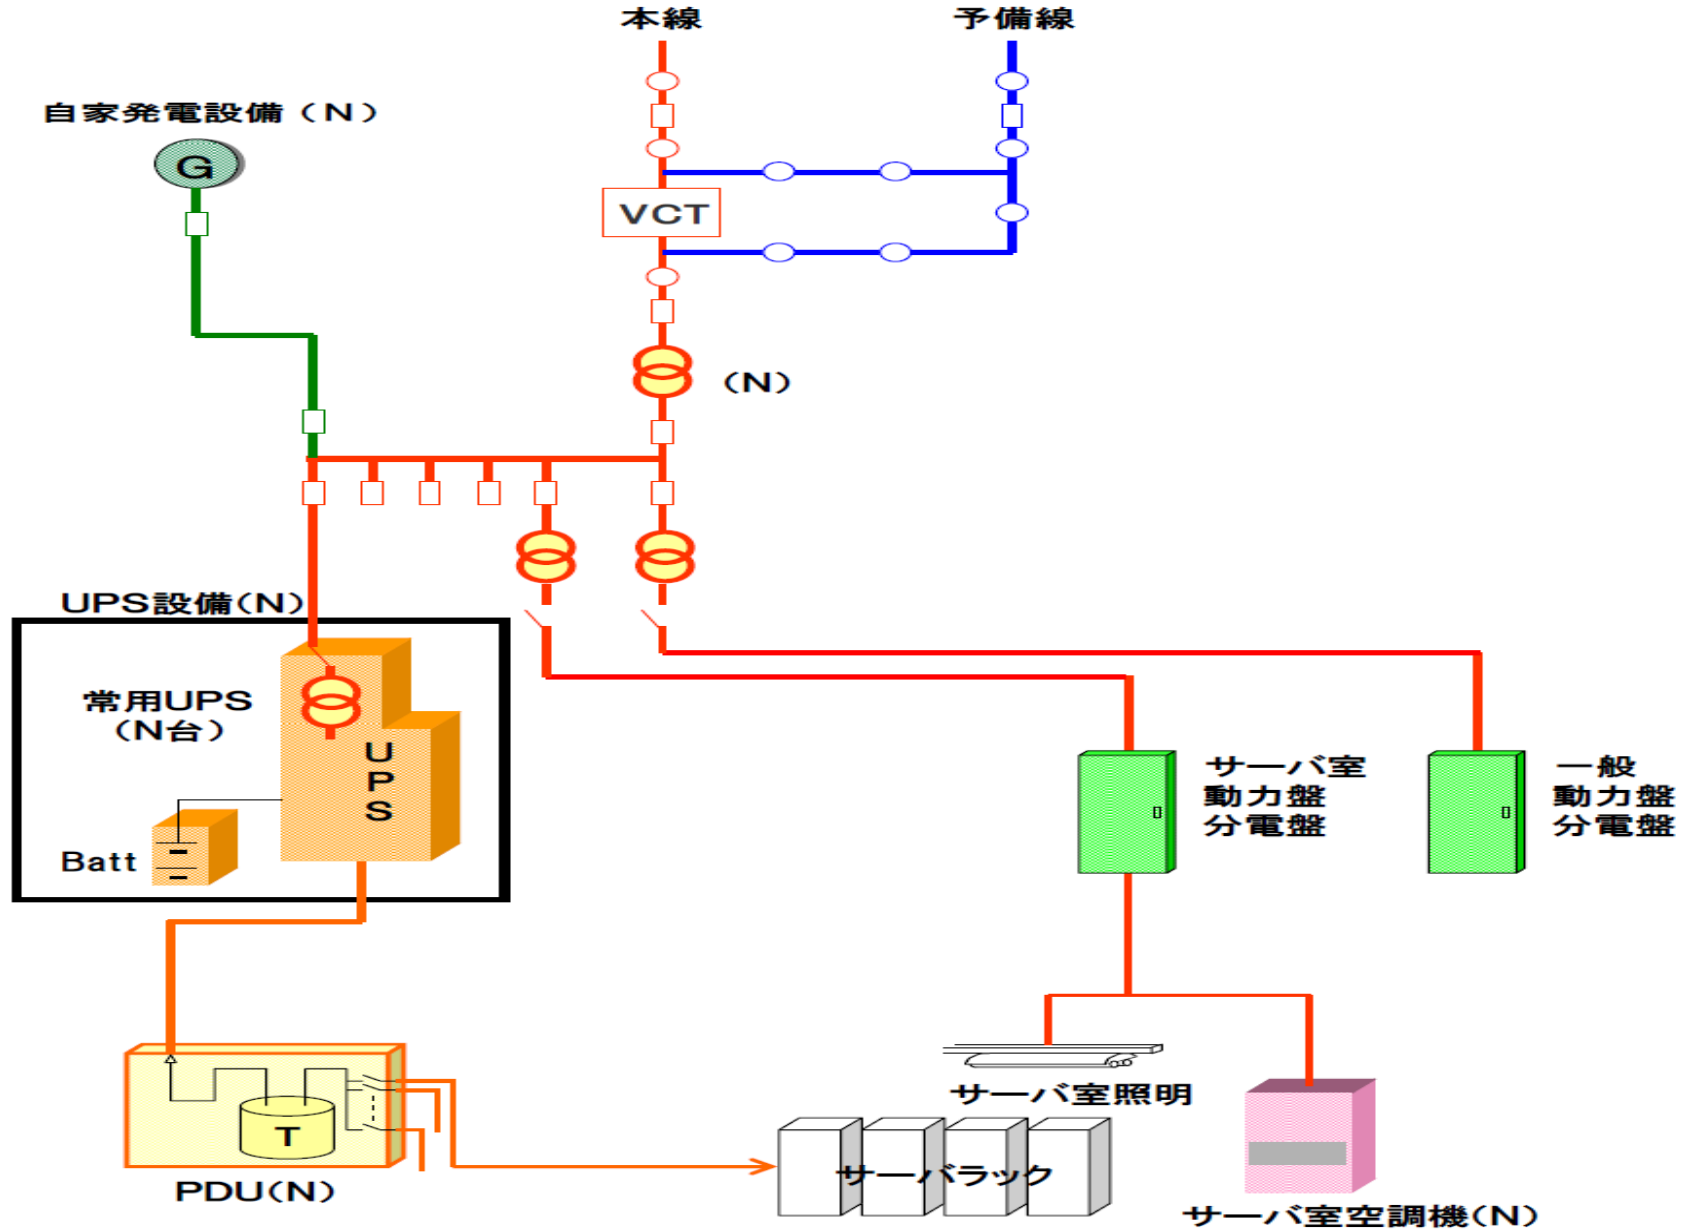 本線
予備線
自家発電設備（N）
G
VCT
（N）
UPS設備(N)
常用UPS
（N台）
U
P
S
Batt
サーバ室
動力盤
分電盤
一般
動力盤
分電盤
サーバ室照明
T
サーバラック
PDU(N)
サーバ室空調機(N)